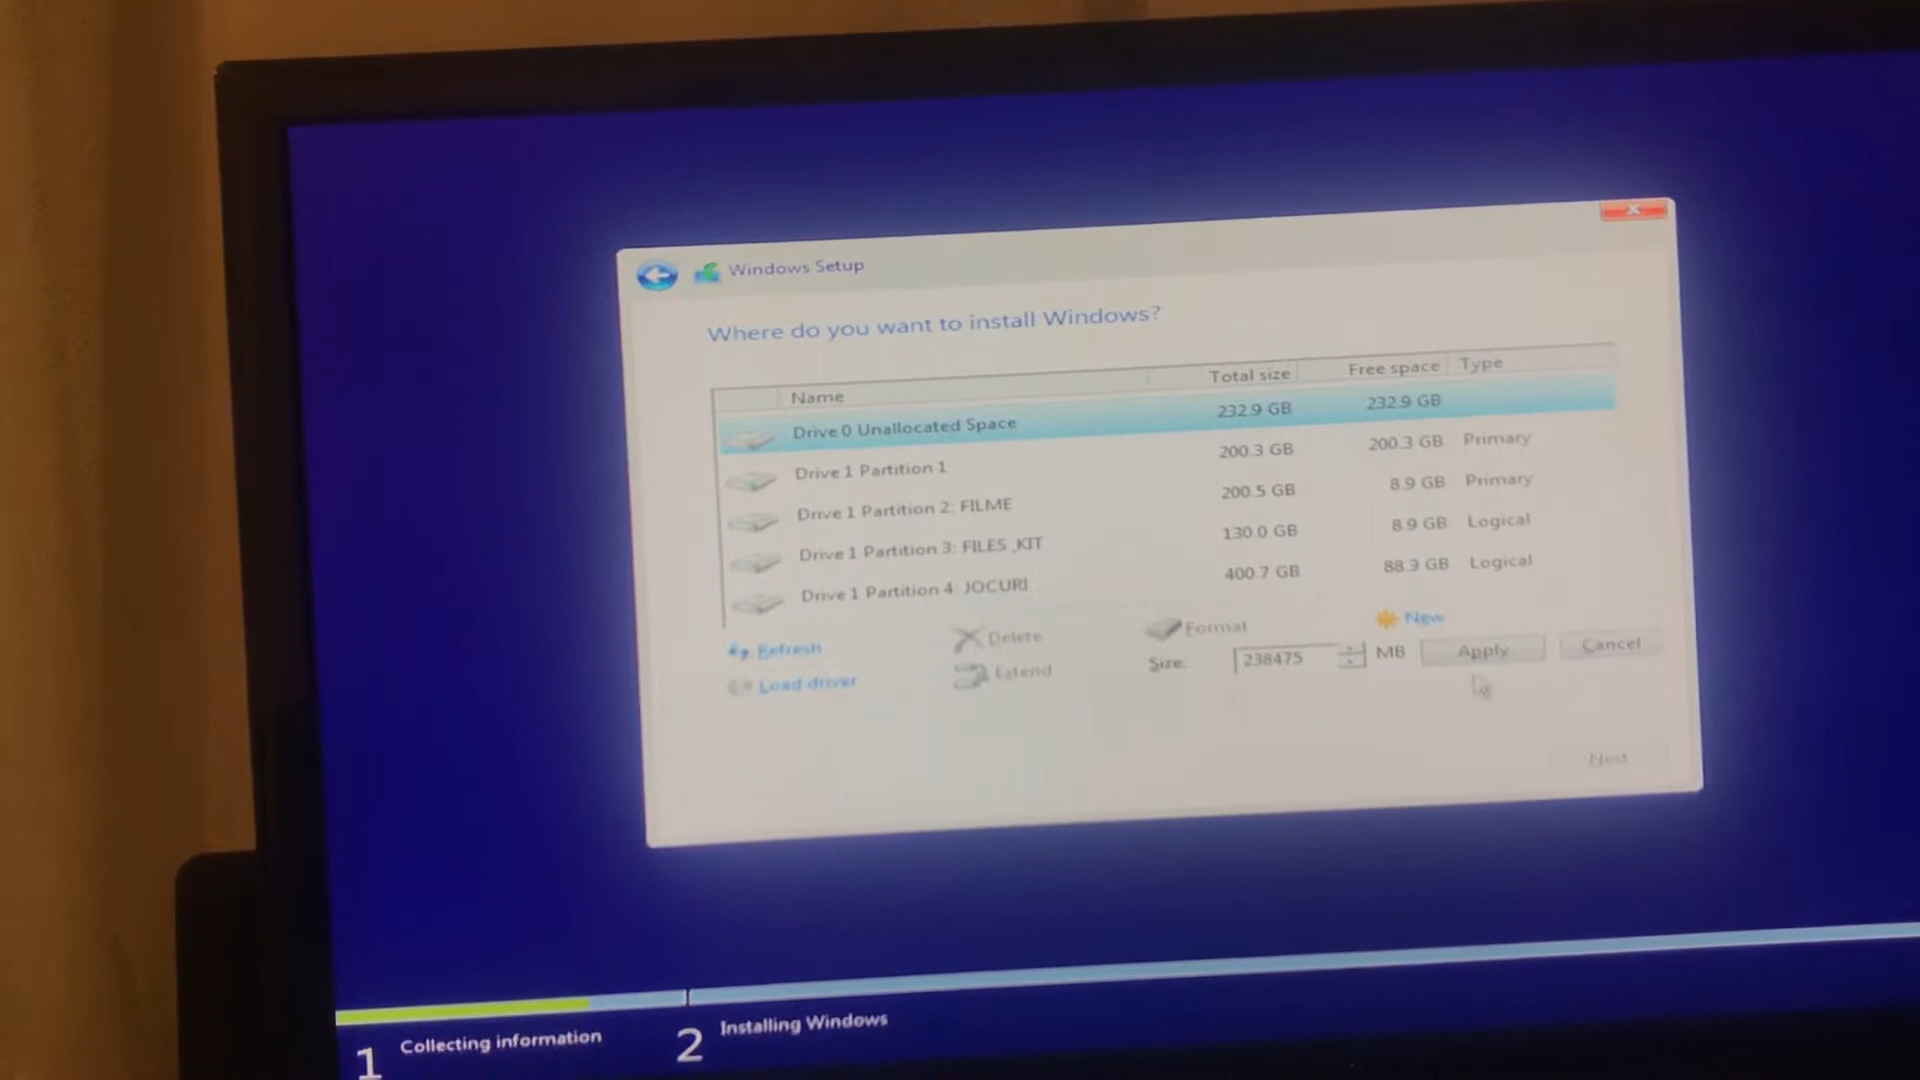 Windows Setup
Where do you want to install Windows?
Name Total size Free space Type
Drive 0 Unallocated Space 232.9 GB 232.9 GB
Drive 1 Partition 1 200.3 GB 200.3 GB Primary
Drive 1 Partition 2: FILME 200.5 GB 8.9 GB Primary
Drive 1 Partition 3: FILES_KIT 130.0 GB 8.9 GB Logical
Drive 1 Partition 4: JOCURI 400.7 GB 88.3 GB Logical
Refresh Delete Format New
Load driver Extend Size: 238475 MB Apply Cancel
Next
1 Collecting information 2 Installing Windows